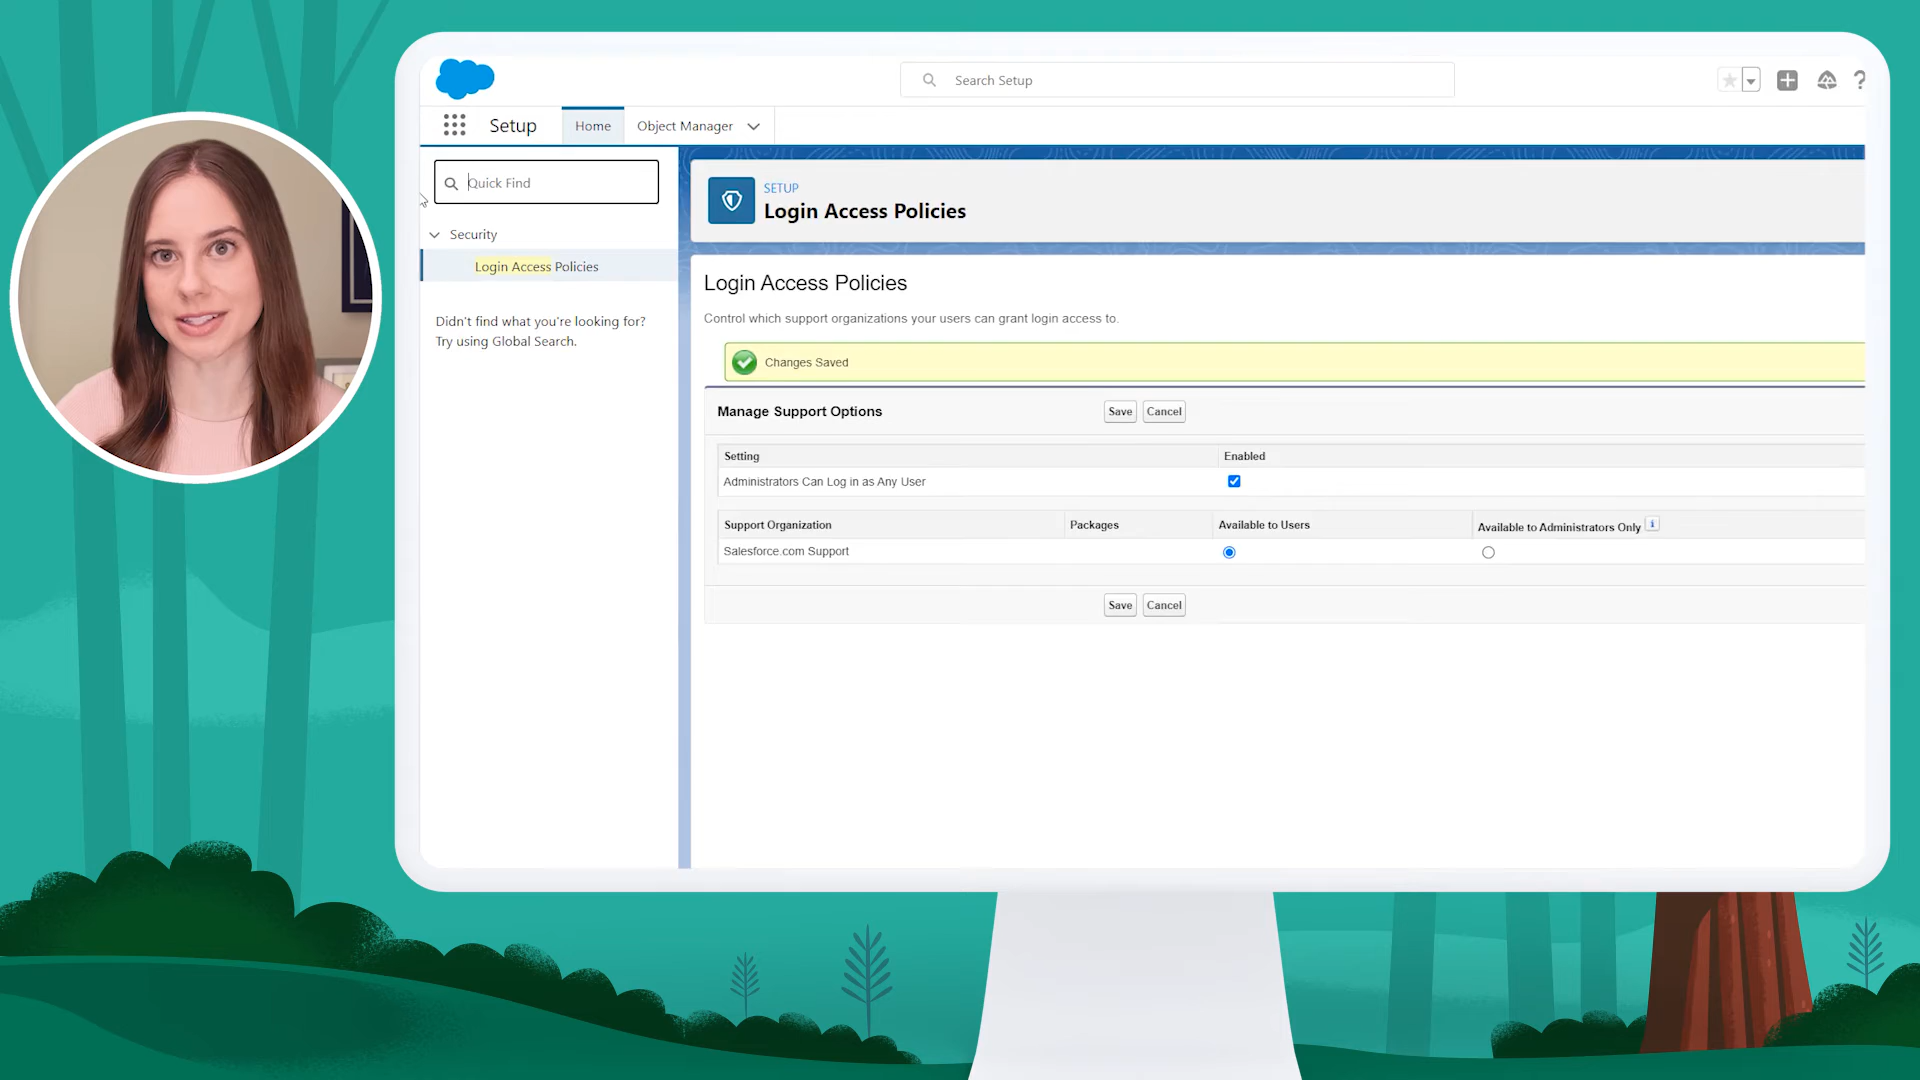 Search Setup
?
Setup
Home
Object Manager
Quick Find
Security
Login Access Policies
Didn't find what you're looking for?
Try using Global Search.
SETUP
Login Access Policies
Login Access Policies
Control which support organizations your users can grant login access to.
Changes Saved
Manage Support Options
Save
Cancel
Setting
Enabled
Administrators Can Log in as Any User
Support Organization
Packages
Available to Users
Available to Administrators Only
i
Salesforce.com Support
Save
Cancel